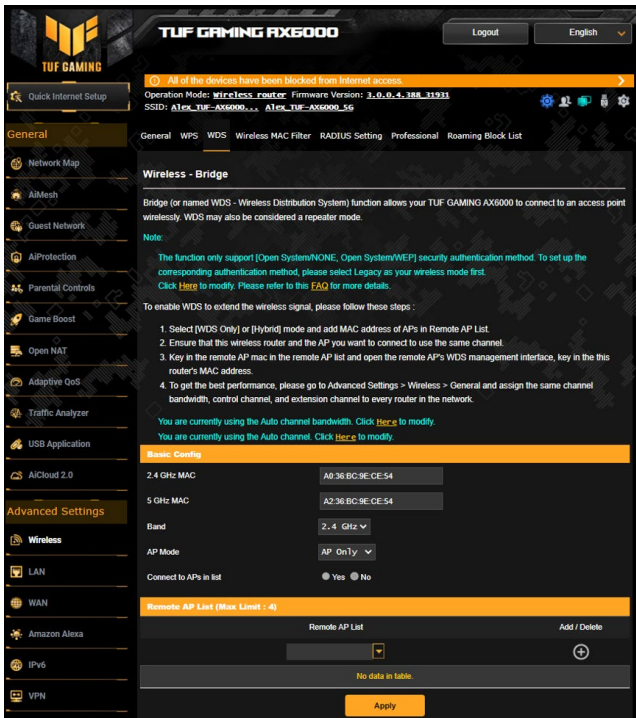 TUF GAMING
TUF GAMING AX6000
Logout
English
All of the devices have been blocked from Internet access.
Quick Internet Setup
Operation Mode: Wireless router Firmware Version: 3.0.0.4.388_31931
SSID: Alex_TUF-AX6000... Alex_TUF-AX6000_5G
General
General WPS WDS Wireless MAC Filter RADIUS Setting Professional Roaming Block List
Network Map
AiMesh
Guest Network
AiProtection
Parental Controls
Game Boost
Open NAT
Adaptive QoS
Traffic Analyzer
USB Application
AiCloud 2.0
Advanced Settings
Wireless
LAN
WAN
Amazon Alexa
IPv6
VPN
Wireless - Bridge
Bridge (or named WDS - Wireless Distribution System) function allows your TUF GAMING AX6000 to connect to an access point
wirelessly. WDS may also be considered a repeater mode.
Note:
The function only support [Open System/NONE, Open System/WEP] security authentication method. To set up the
corresponding authentication method, please select Legacy as your wireless mode first.
Click Here to modify. Please refer to this FAQ for more details.
To enable WDS to extend the wireless signal, please follow these steps :
1. Select [WDS Only] or [Hybrid] mode and add MAC address of APs in Remote AP List.
2. Ensure that this wireless router and the AP you want to connect to use the same channel.
3. Key in the remote AP mac in the remote AP list and open the remote AP's WDS management interface, key in the this
router's MAC address.
4. To get the best performance, please go to Advanced Settings > Wireless > General and assign the same channel
bandwidth, control channel, and extension channel to every router in the network.
You are currently using the Auto channel bandwidth. Click Here to modify.
You are currently using the Auto channel. Click Here to modify.
Basic Config
2.4 GHz MAC A0:36:BC:9E:CE:54
5 GHz MAC A2:36:BC:9E:CE:54
Band 2.4 GHz
AP Mode AP Only
Connect to APs in list Yes No
Remote AP List (Max Limit : 4)
Remote AP List Add / Delete
No data in table.
Apply